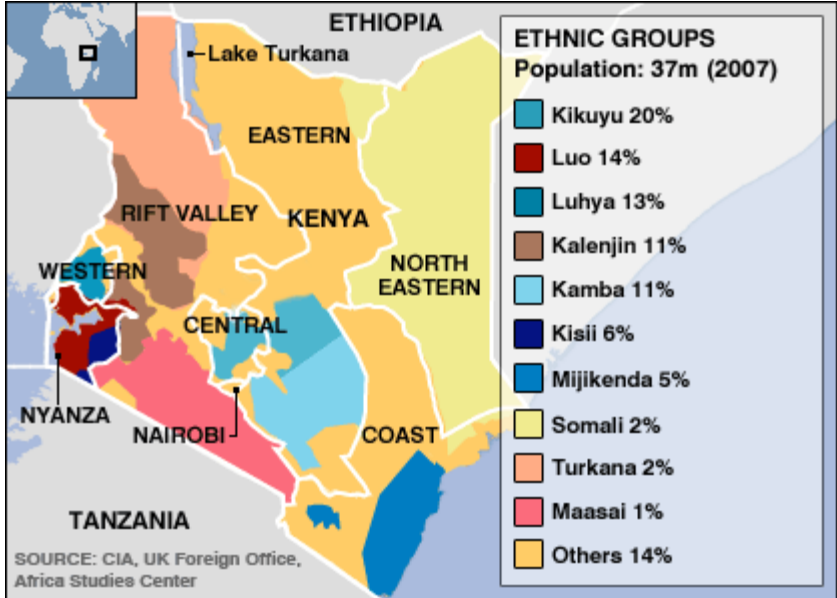 ETHIOPIA
Lake Turkana
EASTERN
RIFT VALLEY
KENYA
WESTERN
NORTH
EASTERN
CENTRAL
NYANZA
NAIROBI
COAST
TANZANIA
SOURCE: CIA, UK Foreign Office,
Africa Studies Center
ETHNIC GROUPS
Population: 37m (2007)
Kikuyu 20%
Luo 14%
Luhya 13%
Kalenjin 11%
Kamba 11%
Kisii 6%
Mijikenda 5%
Somali 2%
Turkana 2%
Maasai 1%
Others 14%